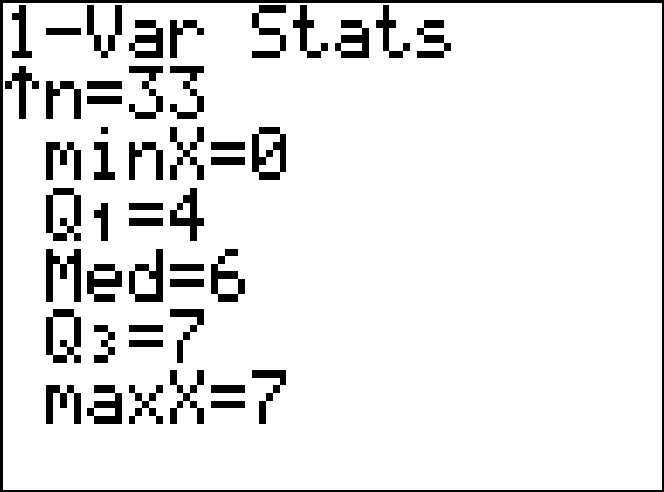 1-Var Stats
↑n=33
minX=0
Q₁=4
Med=6
Q₃=7
maxX=7